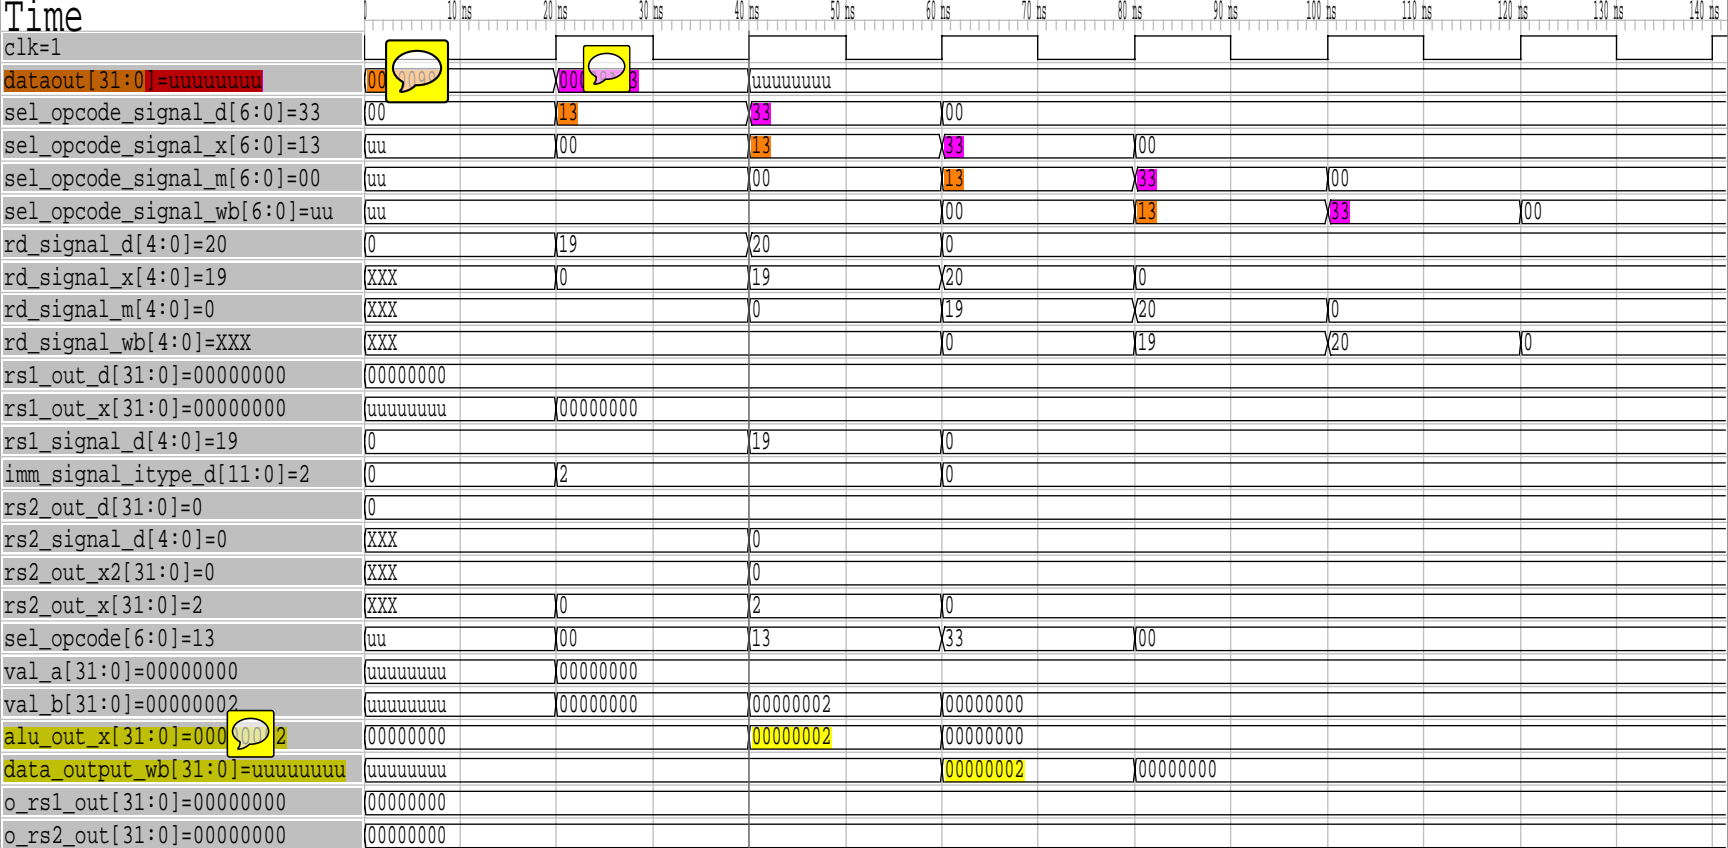 Time 0 10 ns 20 ns 30 ns 40 ns 50 ns 60 ns 70 ns 80 ns 90 ns 100 ns 110 ns 120 ns 130 ns 140 ns
clk=1
dataout[31:0]=uuuuuuuu uuuuuuuu
sel_opcode_signal_d[6:0]=33 00 13 33 00
sel_opcode_signal_x[6:0]=13 uu 00 13 33 00
sel_opcode_signal_m[6:0]=00 uu 00 13 33 00
sel_opcode_signal_wb[6:0]=uu uu 00 13 33 00
rd_signal_d[4:0]=20 0 19 20 0
rd_signal_x[4:0]=19 XXX 0 19 20 0
rd_signal_m[4:0]=0 XXX 0 19 20 0
rd_signal_wb[4:0]=XXX XXX 0 19 20 0
rs1_out_d[31:0]=00000000 00000000
rs1_out_x[31:0]=00000000 uuuuuuuu 00000000
rs1_signal_d[4:0]=19 0 19 0
imm_signal_itype_d[11:0]=2 0 2 0
rs2_out_d[31:0]=0 0
rs2_signal_d[4:0]=0 XXX 0
rs2_out_x2[31:0]=0 XXX 0
rs2_out_x[31:0]=2 XXX 0 2 0
sel_opcode[6:0]=13 uu 00 13 33 00
val_a[31:0]=00000000 uuuuuuuu 00000000
val_b[31:0]=00000002 uuuuuuuu 00000000 00000002 00000000
alu_out_x[31:0]= 00000000 00000002 00000000
data_output_wb[31:0]=uuuuuuuu uuuuuuuu 00000002 00000000
o_rs1_out[31:0]=00000000 00000000
o_rs2_out[31:0]=00000000 00000000